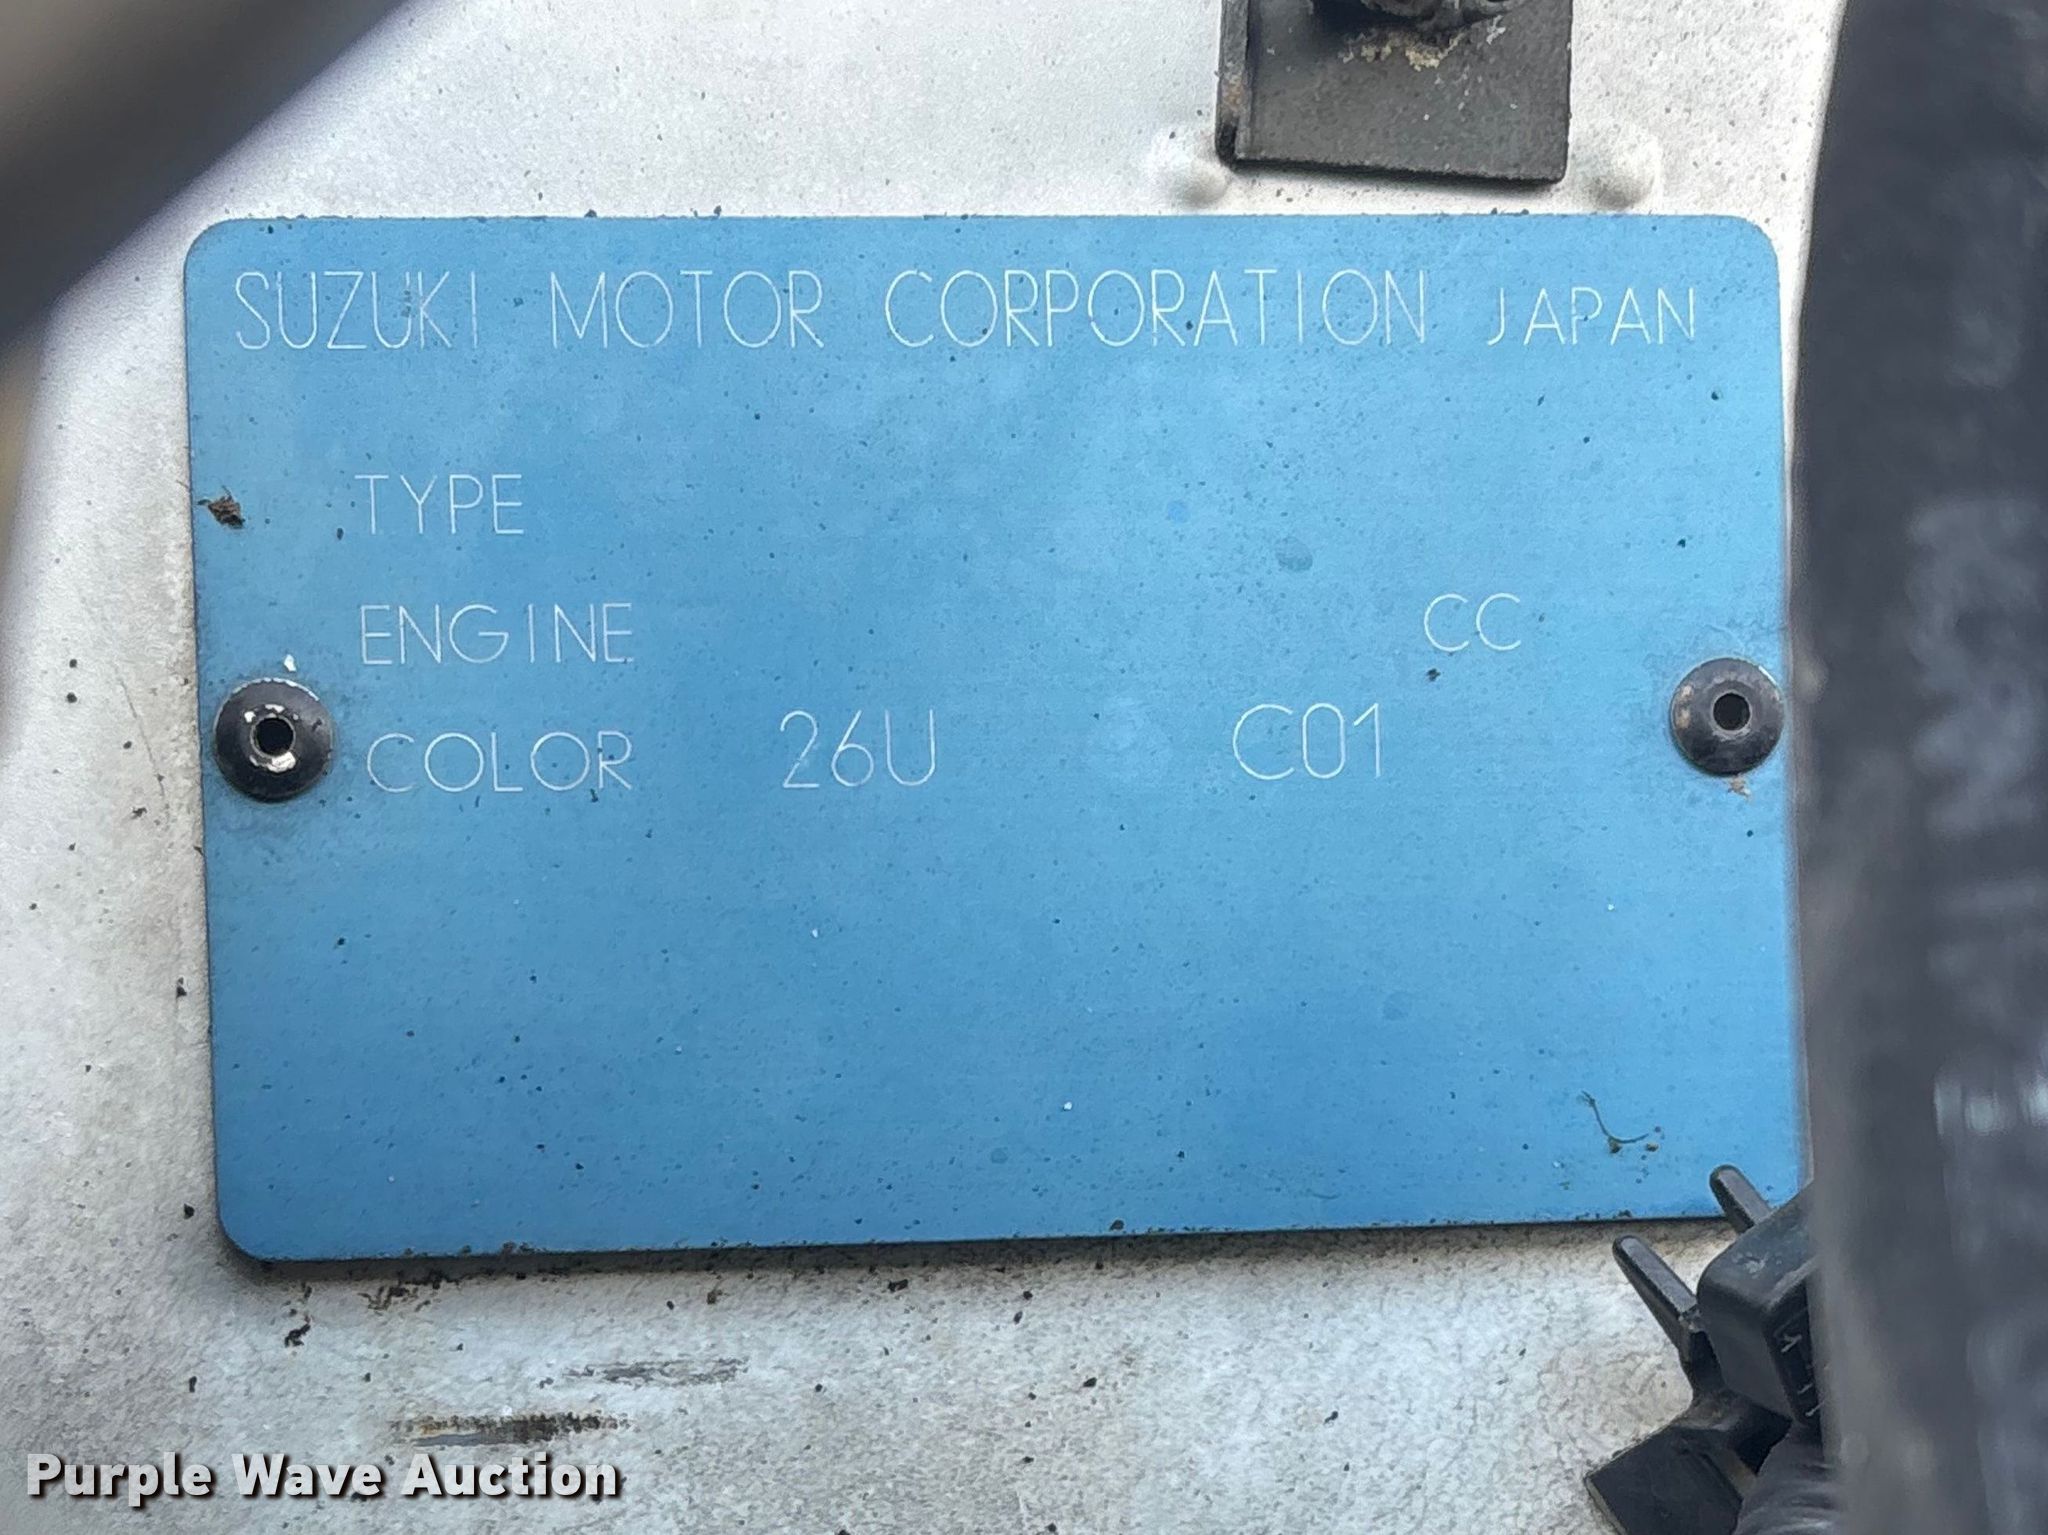 SUZUKI MOTOR CORPORATION JAPAN
TYPE
ENGINE CC
COLOR 26U C01
Purple Wave Auction